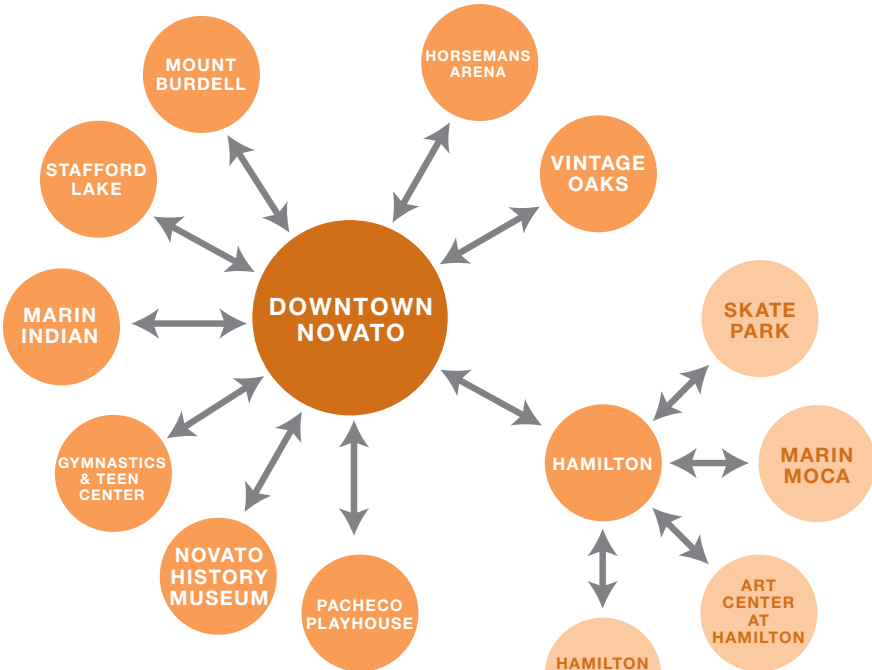 MOUNT
BURDELL
HORSEMANS
ARENA
STAFFORD
LAKE
VINTAGE
OAKS
MARIN
INDIAN
DOWNTOWN
NOVATO
SKATE
PARK
GYMNASTICS
& TEEN
CENTER
HAMILTON
MARIN
MOCA
NOVATO
HISTORY
MUSEUM
PACHECO
PLAYHOUSE
ART
CENTER
AT
HAMILTON
HAMILTON